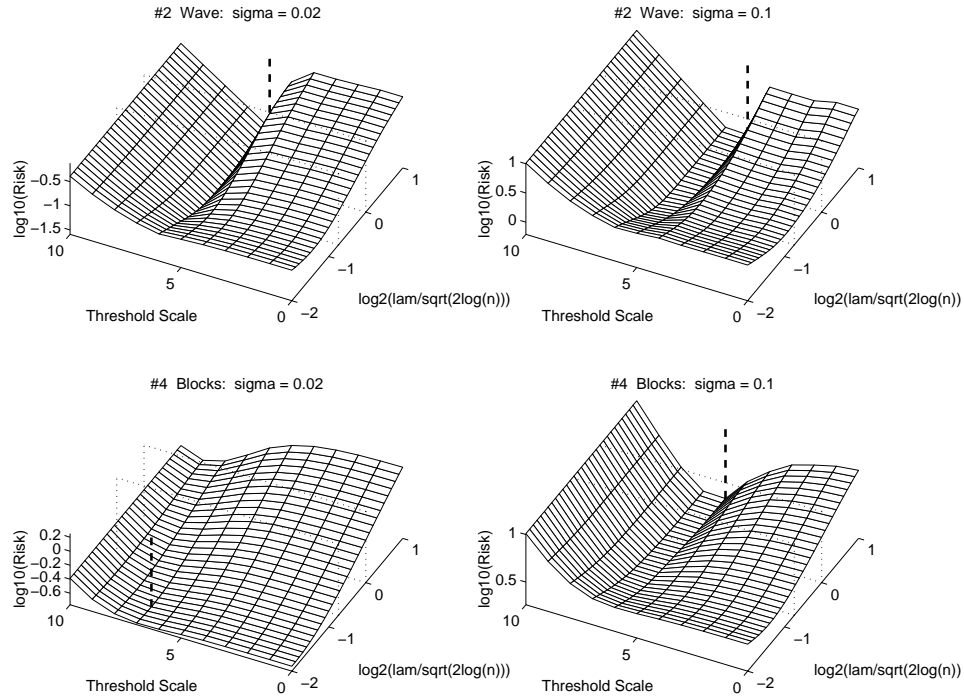 #2 Wave: sigma = 0.02
−0.5
−1
−1.5
log10(Risk)
10
5
0
Threshold Scale
−2
−1
0
1
log2(lam/sqrt(2log(n)))
#2 Wave: sigma = 0.1
1
0.5
0
log10(Risk)
10
5
0
Threshold Scale
−2
−1
0
1
log2(lam/sqrt(2log(n))
#4 Blocks: sigma = 0.02
0.2
0
−0.2
−0.4
−0.6
log10(Risk)
10
5
0
Threshold Scale
−2
−1
0
1
log2(lam/sqrt(2log(n)))
#4 Blocks: sigma = 0.1
1
0.5
log10(Risk)
10
5
0
Threshold Scale
−2
−1
0
1
log2(lam/sqrt(2log(n))